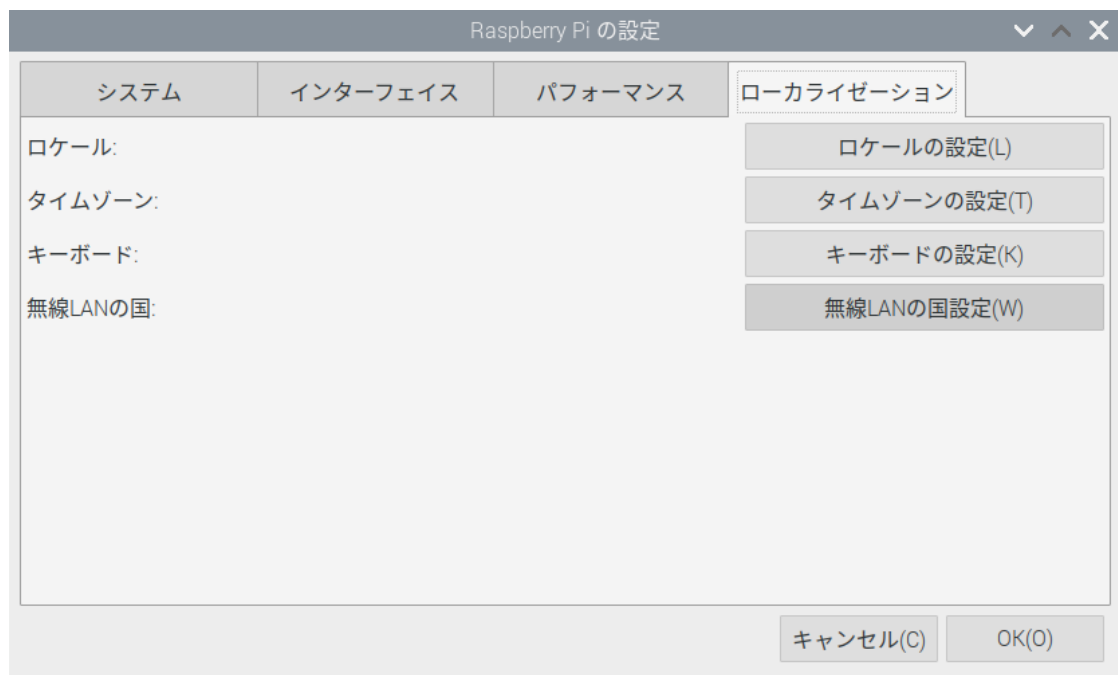 Raspberry Pi の設定
システム インターフェイス パフォーマンス ローカライゼーション
ロケール: ロケールの設定(L)
タイムゾーン: タイムゾーンの設定(T)
キーボード: キーボードの設定(K)
無線LANの国: 無線LANの国設定(W)
キャンセル(C) OK(O)